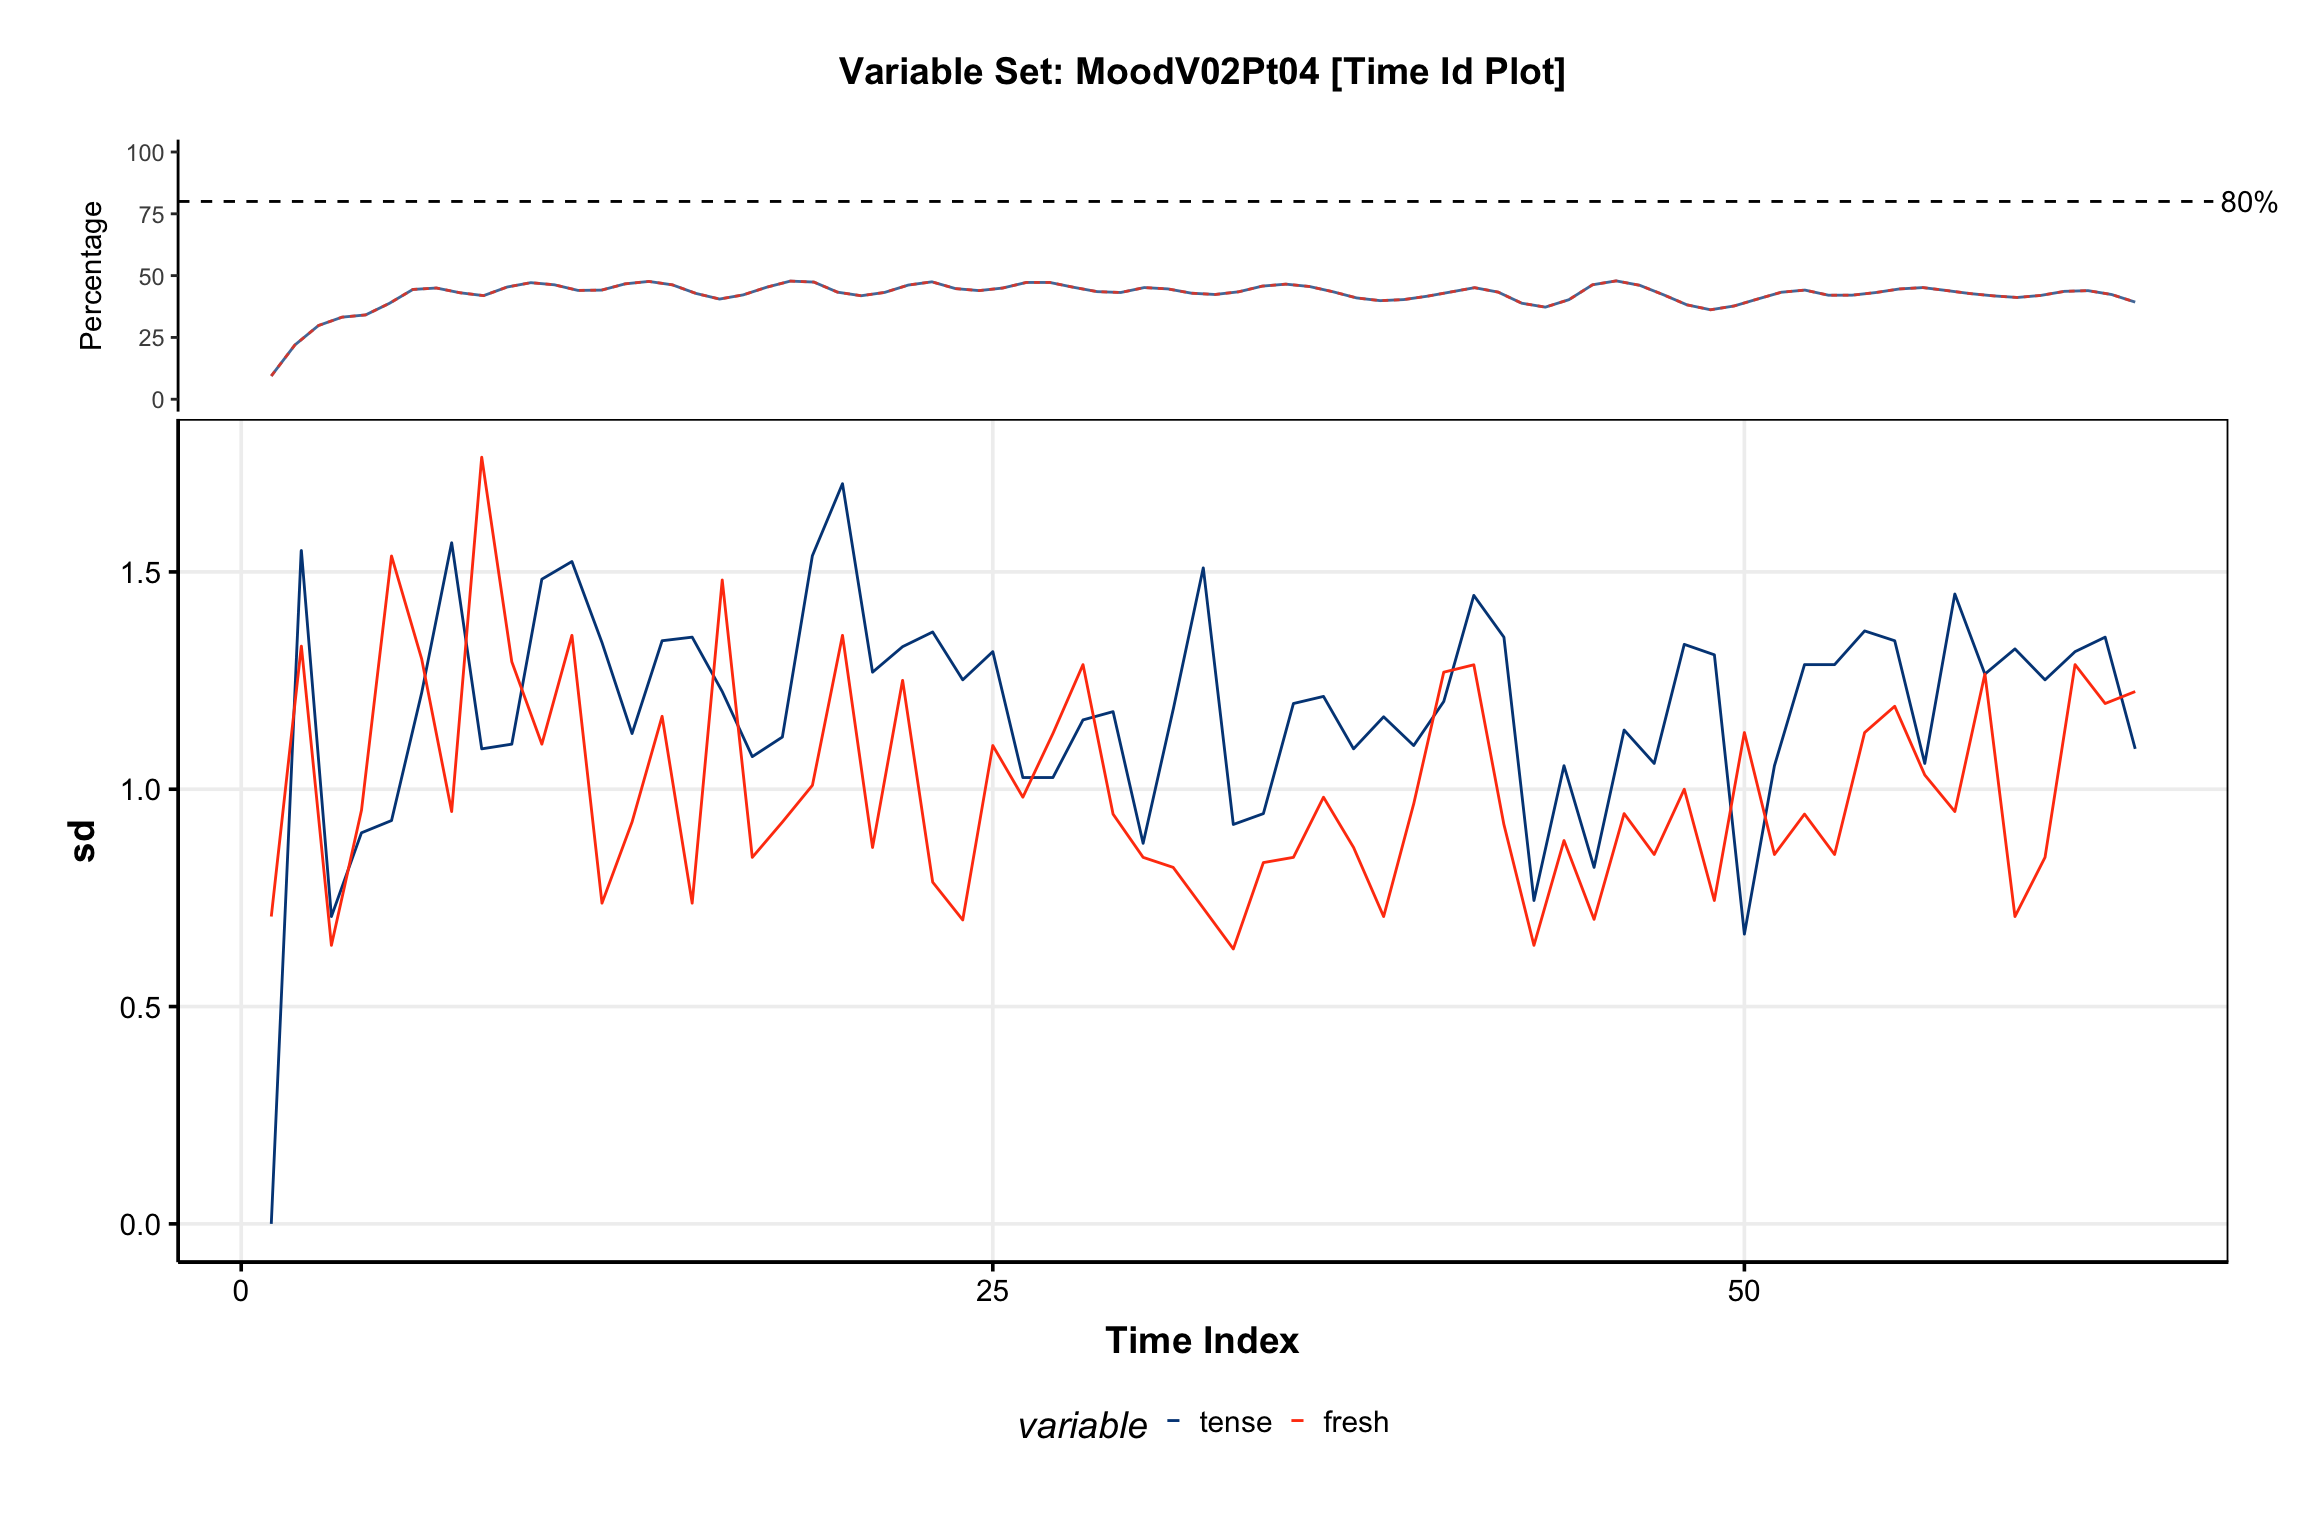 Variable Set: MoodV02Pt04 [Time Id Plot]
100
75
50
25
0
Percentage
80%
1.5
1.0
0.5
0.0
sd
0 25 50
Time Index
variable tense fresh